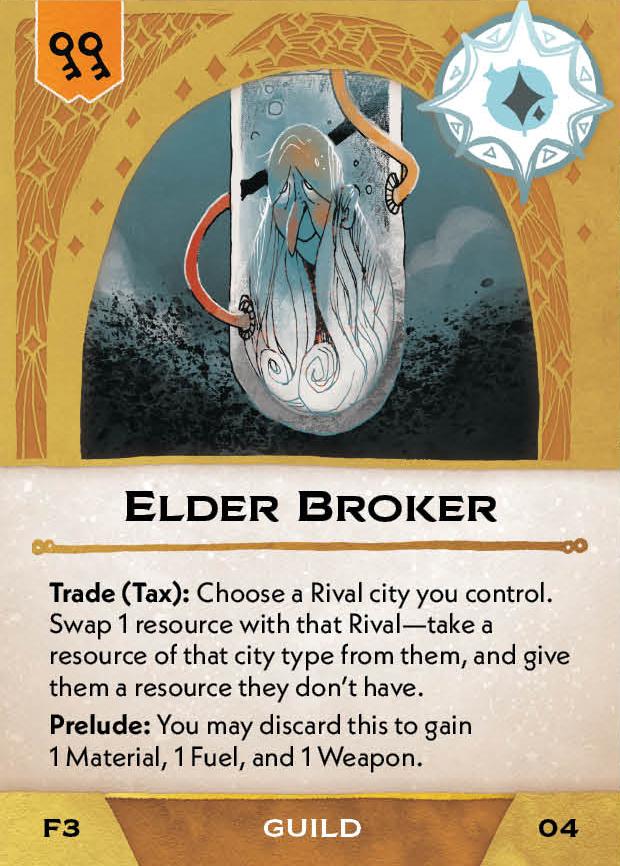 Elder Broker
Trade (Tax): Choose a Rival city you control.
Swap 1 resource with that Rival—take a
resource of that city type from them, and give
them a resource they don't have.
Prelude: You may discard this to gain
1 Material, 1 Fuel, and 1 Weapon.
F3
GUILD
04